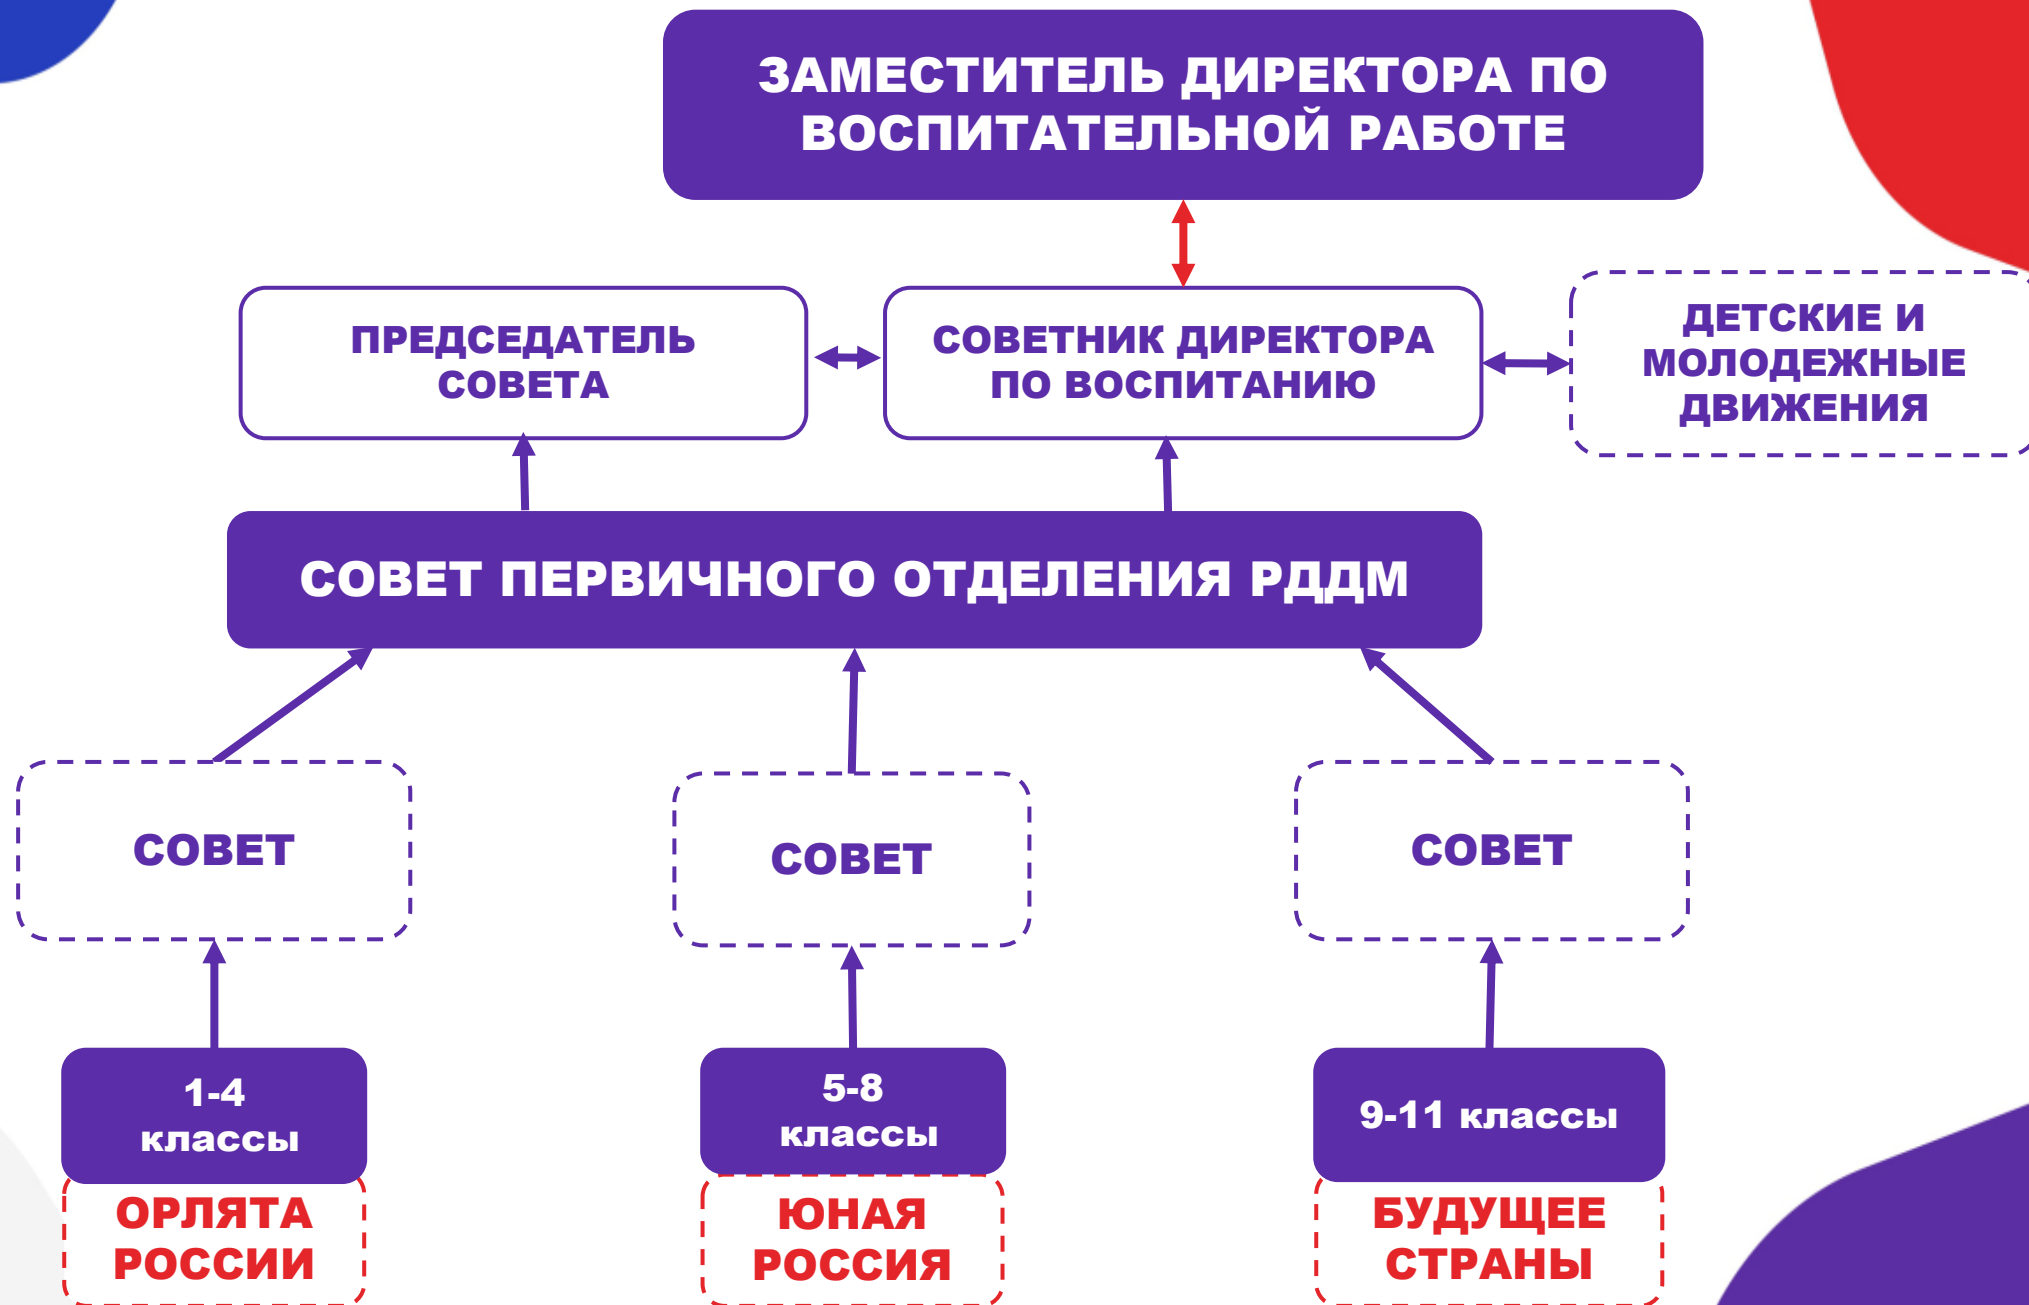 ЗАМЕСТИТЕЛЬ ДИРЕКТОРА ПО
ВОСПИТАТЕЛЬНОЙ РАБОТЕ
ПРЕДСЕДАТЕЛЬ
СОВЕТА
СОВЕТНИК ДИРЕКТОРА
ПО ВОСПИТАНИЮ
ДЕТСКИЕ И
МОЛОДЕЖНЫЕ
ДВИЖЕНИЯ
СОВЕТ ПЕРВИЧНОГО ОТДЕЛЕНИЯ РДДМ
СОВЕТ
СОВЕТ
СОВЕТ
1-4
классы
5-8
классы
9-11 классы
ОРЛЯТА
РОССИИ
ЮНАЯ
РОССИЯ
БУДУЩЕЕ
СТРАНЫ